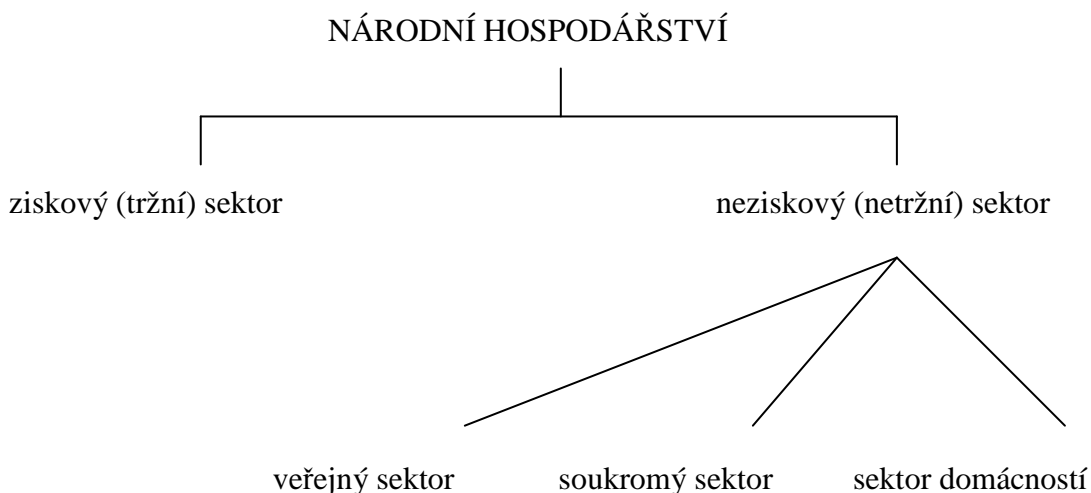 NÁRODNÍ HOSPODÁŘSTVÍ
ziskový (tržní) sektor
neziskový (netržní) sektor
veřejný sektor
soukromý sektor
sektor domácností